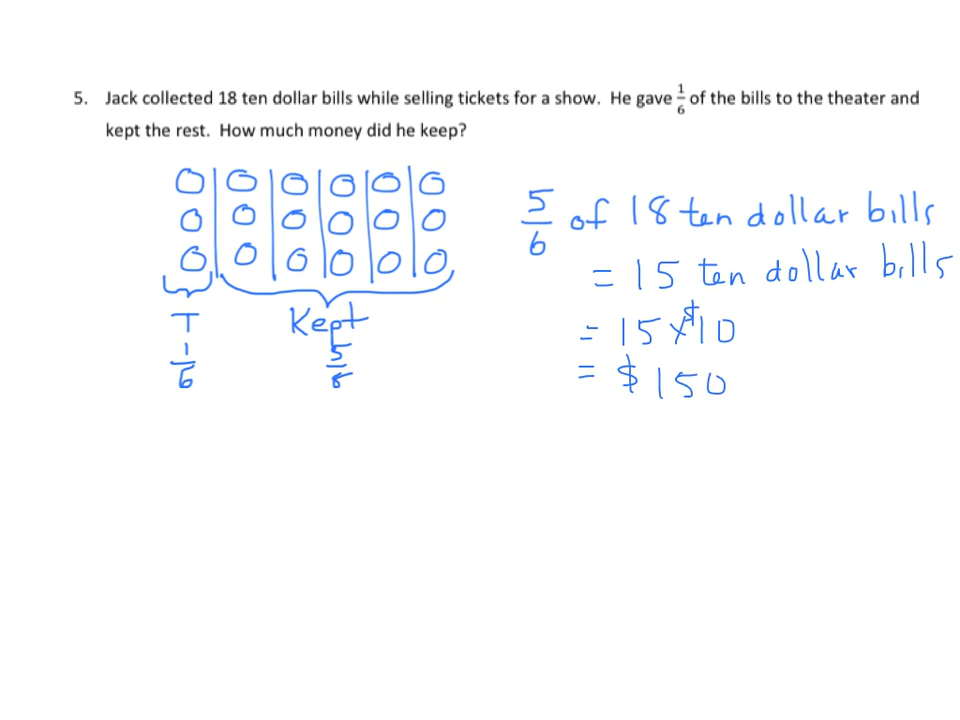 5. Jack collected 18 ten dollar bills while selling tickets for a show. He gave 1/6 of the bills to the theater and
kept the rest. How much money did he keep?
5/6 of 18 ten dollar bills
= 15 ten dollar bills
= 15 x $10
= $150
T Kept
1/6 5/8